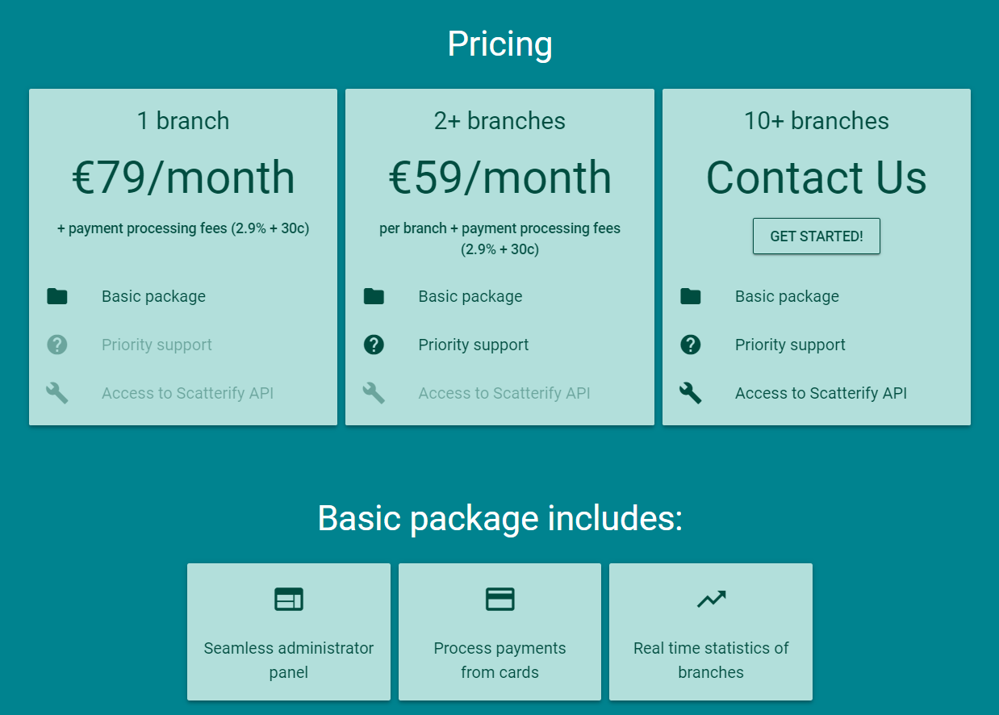 Pricing
1 branch
€79/month
+ payment processing fees (2.9% + 30c)
Basic package
Priority support
Access to Scatterify API
2+ branches
€59/month
per branch + payment processing fees
(2.9% + 30c)
Basic package
Priority support
Access to Scatterify API
10+ branches
Contact Us
GET STARTED!
Basic package
Priority support
Access to Scatterify API
Basic package includes:
Seamless administrator
panel
Process payments
from cards
Real time statistics of
branches